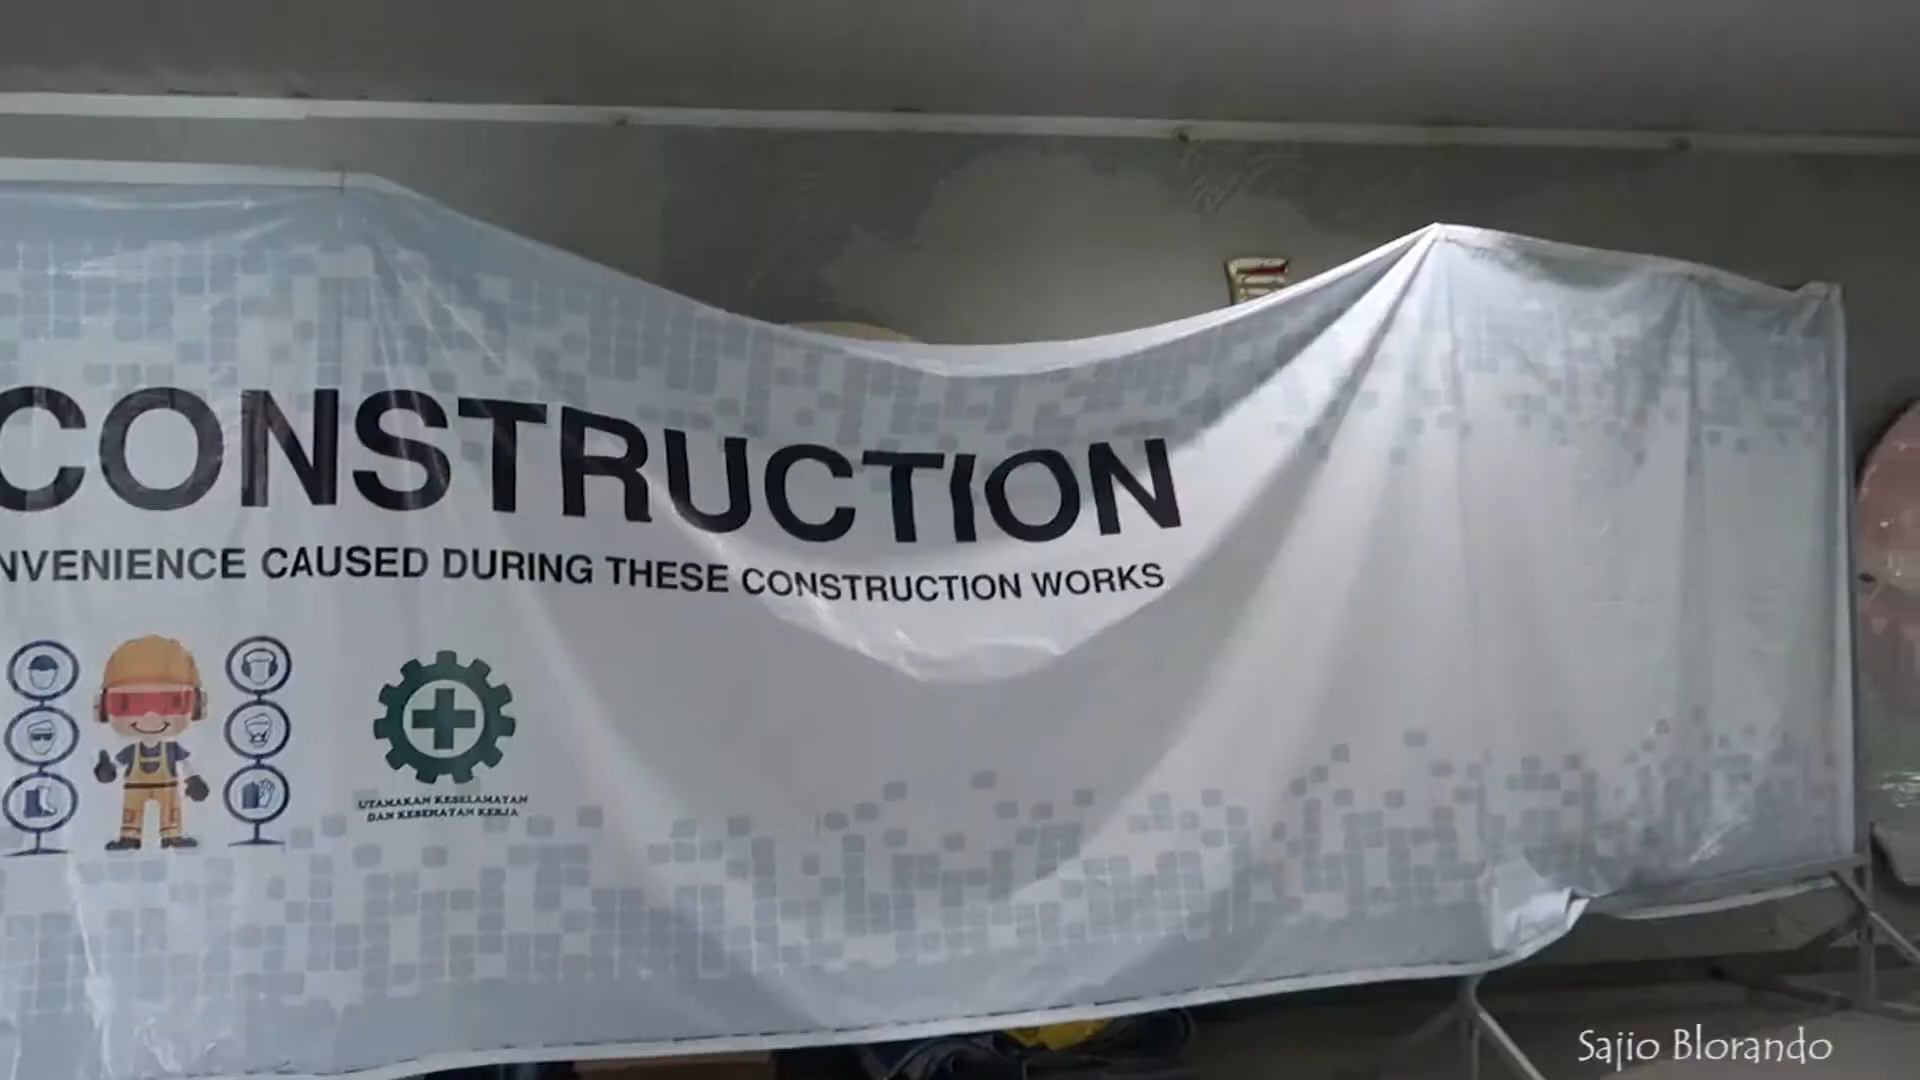 CONSTRUCTION
NVENIENCE CAUSED DURING THESE CONSTRUCTION WORKS
UTAMAKAN KESELAMATAN
DAN KESEHATAN KERJA
Sajio Blorando